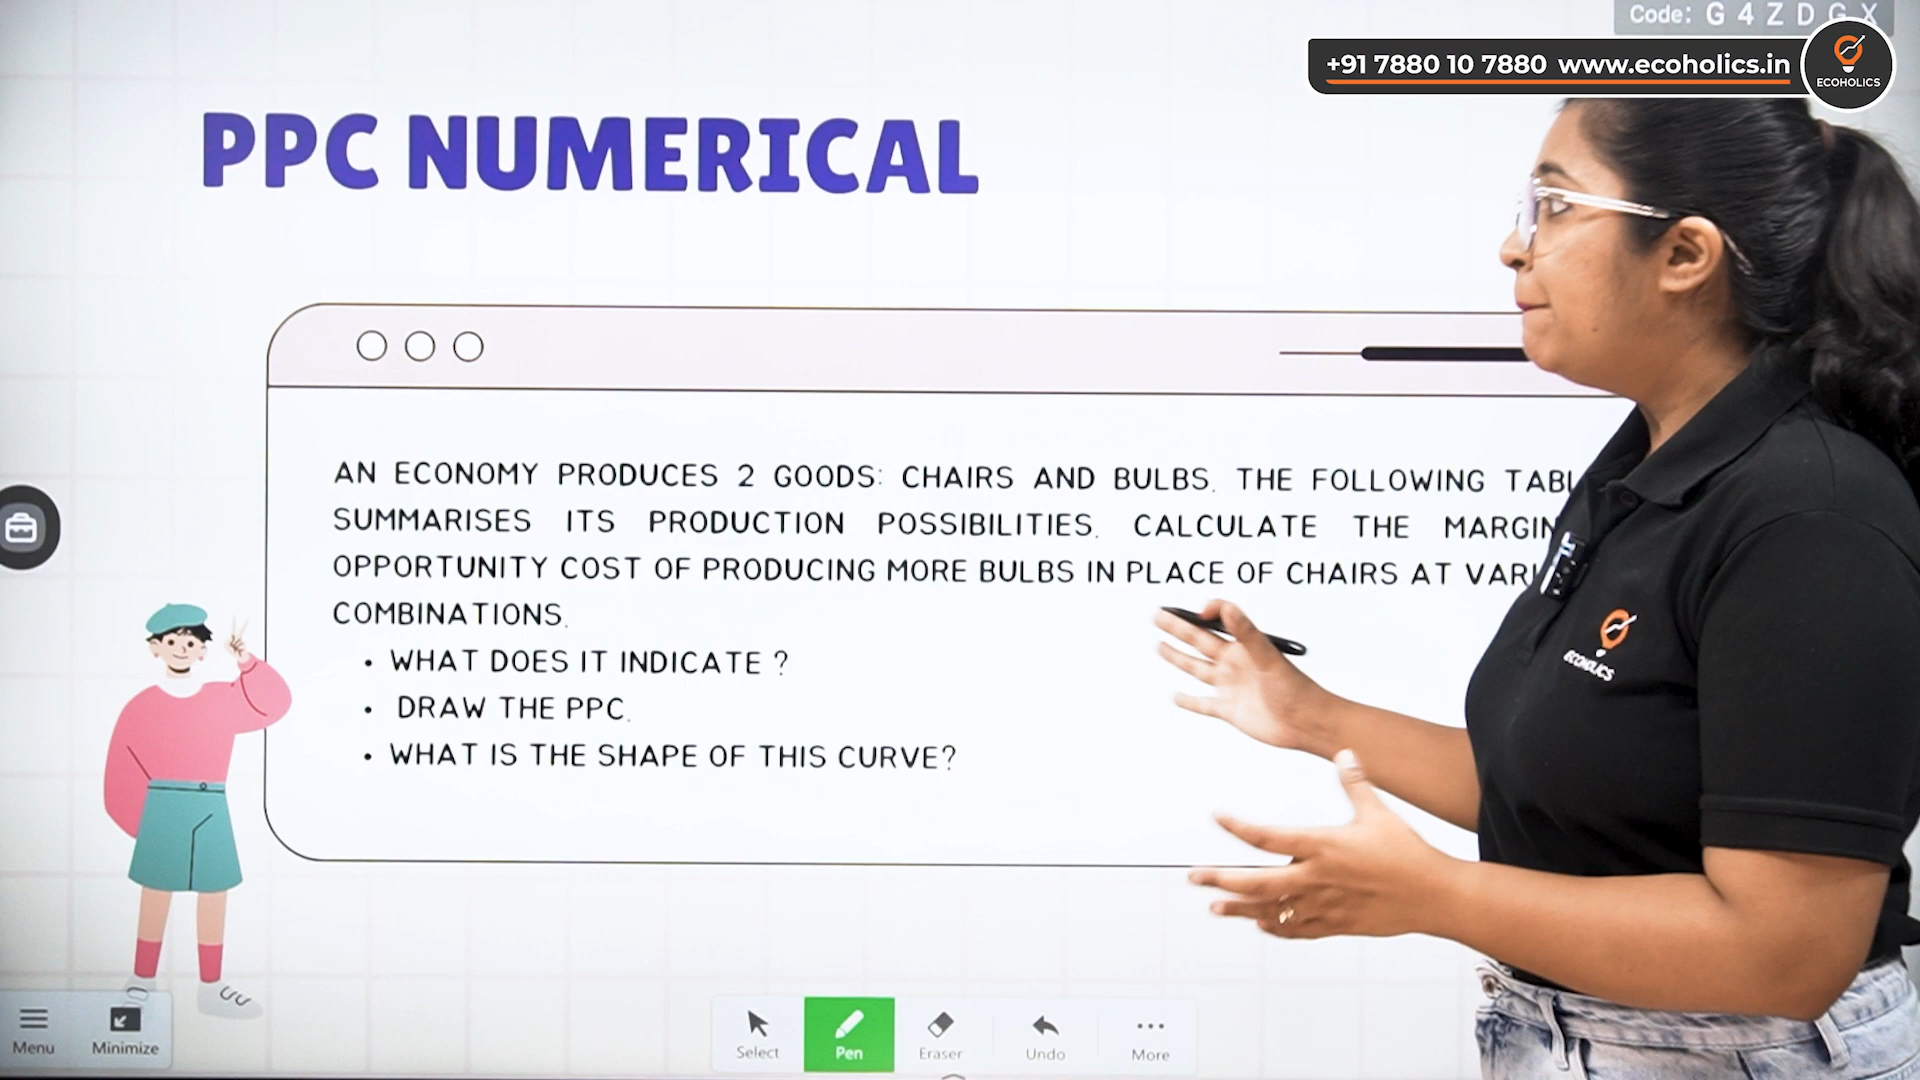 Code: G 4 Z D G X
+91 7880 10 7880 www.ecoholics.in
ECOHOLICS
PPC NUMERICAL
AN ECONOMY PRODUCES 2 GOODS: CHAIRS AND BULBS. THE FOLLOWING TABL
SUMMARISES ITS PRODUCTION POSSIBILITIES. CALCULATE THE MARGIN
OPPORTUNITY COST OF PRODUCING MORE BULBS IN PLACE OF CHAIRS AT VARI
COMBINATIONS.
• WHAT DOES IT INDICATE ?
• DRAW THE PPC.
• WHAT IS THE SHAPE OF THIS CURVE?
ECOHOLICS
Menu
Minimize
Select
Pen
Eraser
Undo
More